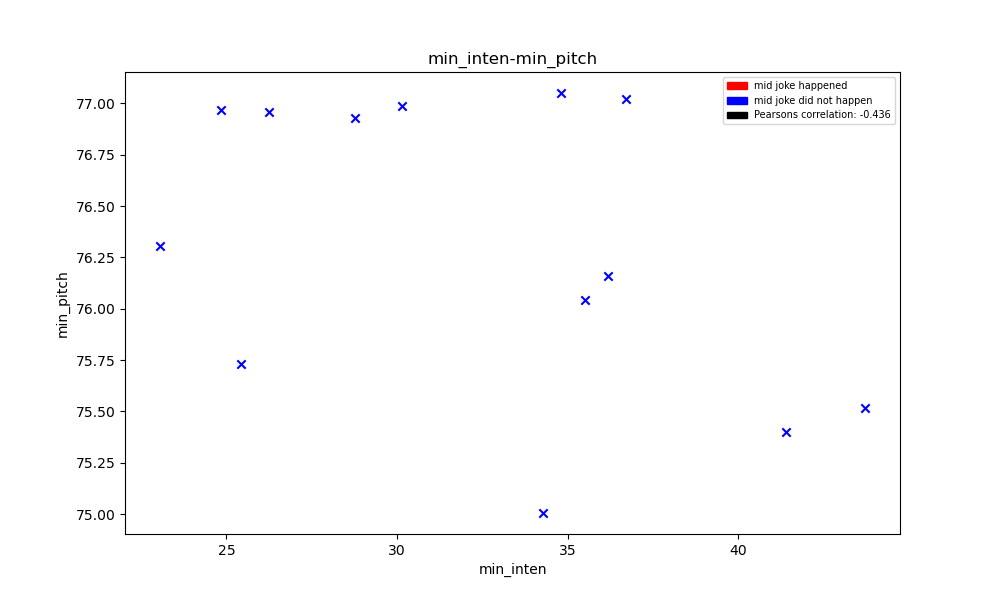 min_inten-min_pitch
mid joke happened
mid joke did not happen
Pearsons correlation: -0.436
77.00
76.75
76.50
76.25
76.00
75.75
75.50
75.25
75.00
min_pitch
25
30
35
40
min_inten